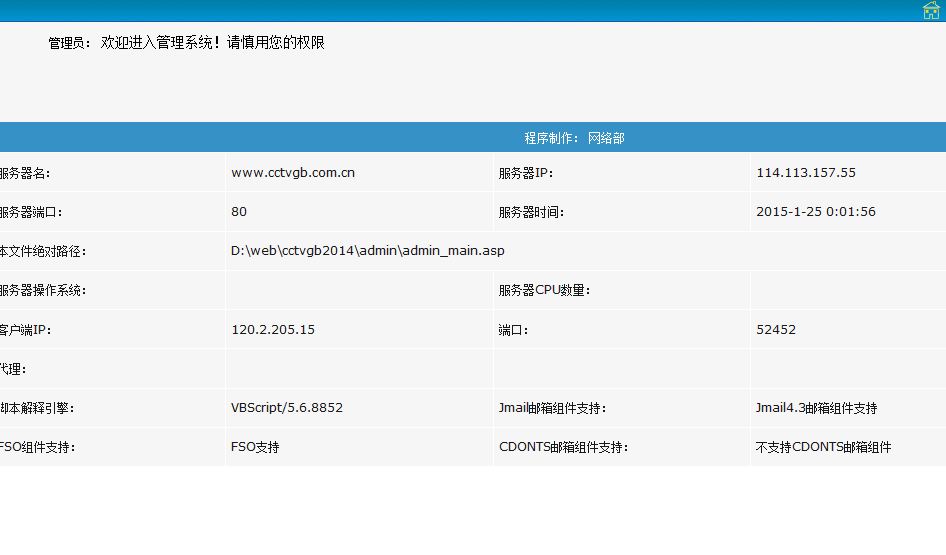 管理员： 欢迎进入管理系统！请慎用您的权限
程序制作： 网络部
服务器名： www.cctvgb.com.cn 服务器IP： 114.113.157.55
服务器端口： 80 服务器时间： 2015-1-25 0:01:56
本文件绝对路径： D:\web\cctvgb2014\admin\admin_main.asp
服务器操作系统： 服务器CPU数量：
客户端IP： 120.2.205.15 端口： 52452
代理：
脚本解释引擎： VBScript/5.6.8852 Jmail邮箱组件支持： Jmail4.3邮箱组件支持
FSO组件支持： FSO支持 CDONTS邮箱组件支持： 不支持CDONTS邮箱组件